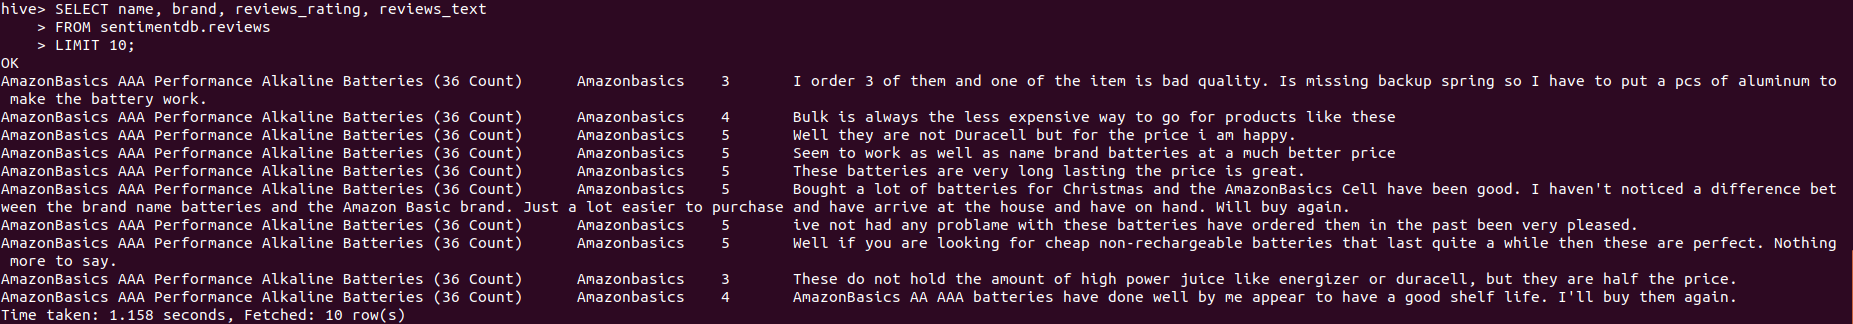 hive> SELECT name, brand, reviews_rating, reviews_text
    > FROM sentimentdb.reviews
    > LIMIT 10;
OK
AmazonBasics AAA Performance Alkaline Batteries (36 Count)	Amazonbasics	3	I order 3 of them and one of the item is bad quality. Is missing backup spring so I have to put a pcs of aluminum to
 make the battery work.
AmazonBasics AAA Performance Alkaline Batteries (36 Count)	Amazonbasics	4	Bulk is always the less expensive way to go for products like these
AmazonBasics AAA Performance Alkaline Batteries (36 Count)	Amazonbasics	5	Well they are not Duracell but for the price i am happy.
AmazonBasics AAA Performance Alkaline Batteries (36 Count)	Amazonbasics	5	Seem to work as well as name brand batteries at a much better price
AmazonBasics AAA Performance Alkaline Batteries (36 Count)	Amazonbasics	5	These batteries are very long lasting the price is great.
AmazonBasics AAA Performance Alkaline Batteries (36 Count)	Amazonbasics	5	Bought a lot of batteries for Christmas and the AmazonBasics Cell have been good. I haven't noticed a difference bet
ween the brand name batteries and the Amazon Basic brand. Just a lot easier to purchase and have arrive at the house and have on hand. Will buy again.
AmazonBasics AAA Performance Alkaline Batteries (36 Count)	Amazonbasics	5	ive not had any problame with these batteries have ordered them in the past been very pleased.
AmazonBasics AAA Performance Alkaline Batteries (36 Count)	Amazonbasics	5	Well if you are looking for cheap non-rechargeable batteries that last quite a while then these are perfect. Nothing
 more to say.
AmazonBasics AAA Performance Alkaline Batteries (36 Count)	Amazonbasics	3	These do not hold the amount of high power juice like energizer or duracell, but they are half the price.
AmazonBasics AAA Performance Alkaline Batteries (36 Count)	Amazonbasics	4	AmazonBasics AA AAA batteries have done well by me appear to have a good shelf life. I'll buy them again.
Time taken: 1.158 seconds, Fetched: 10 row(s)